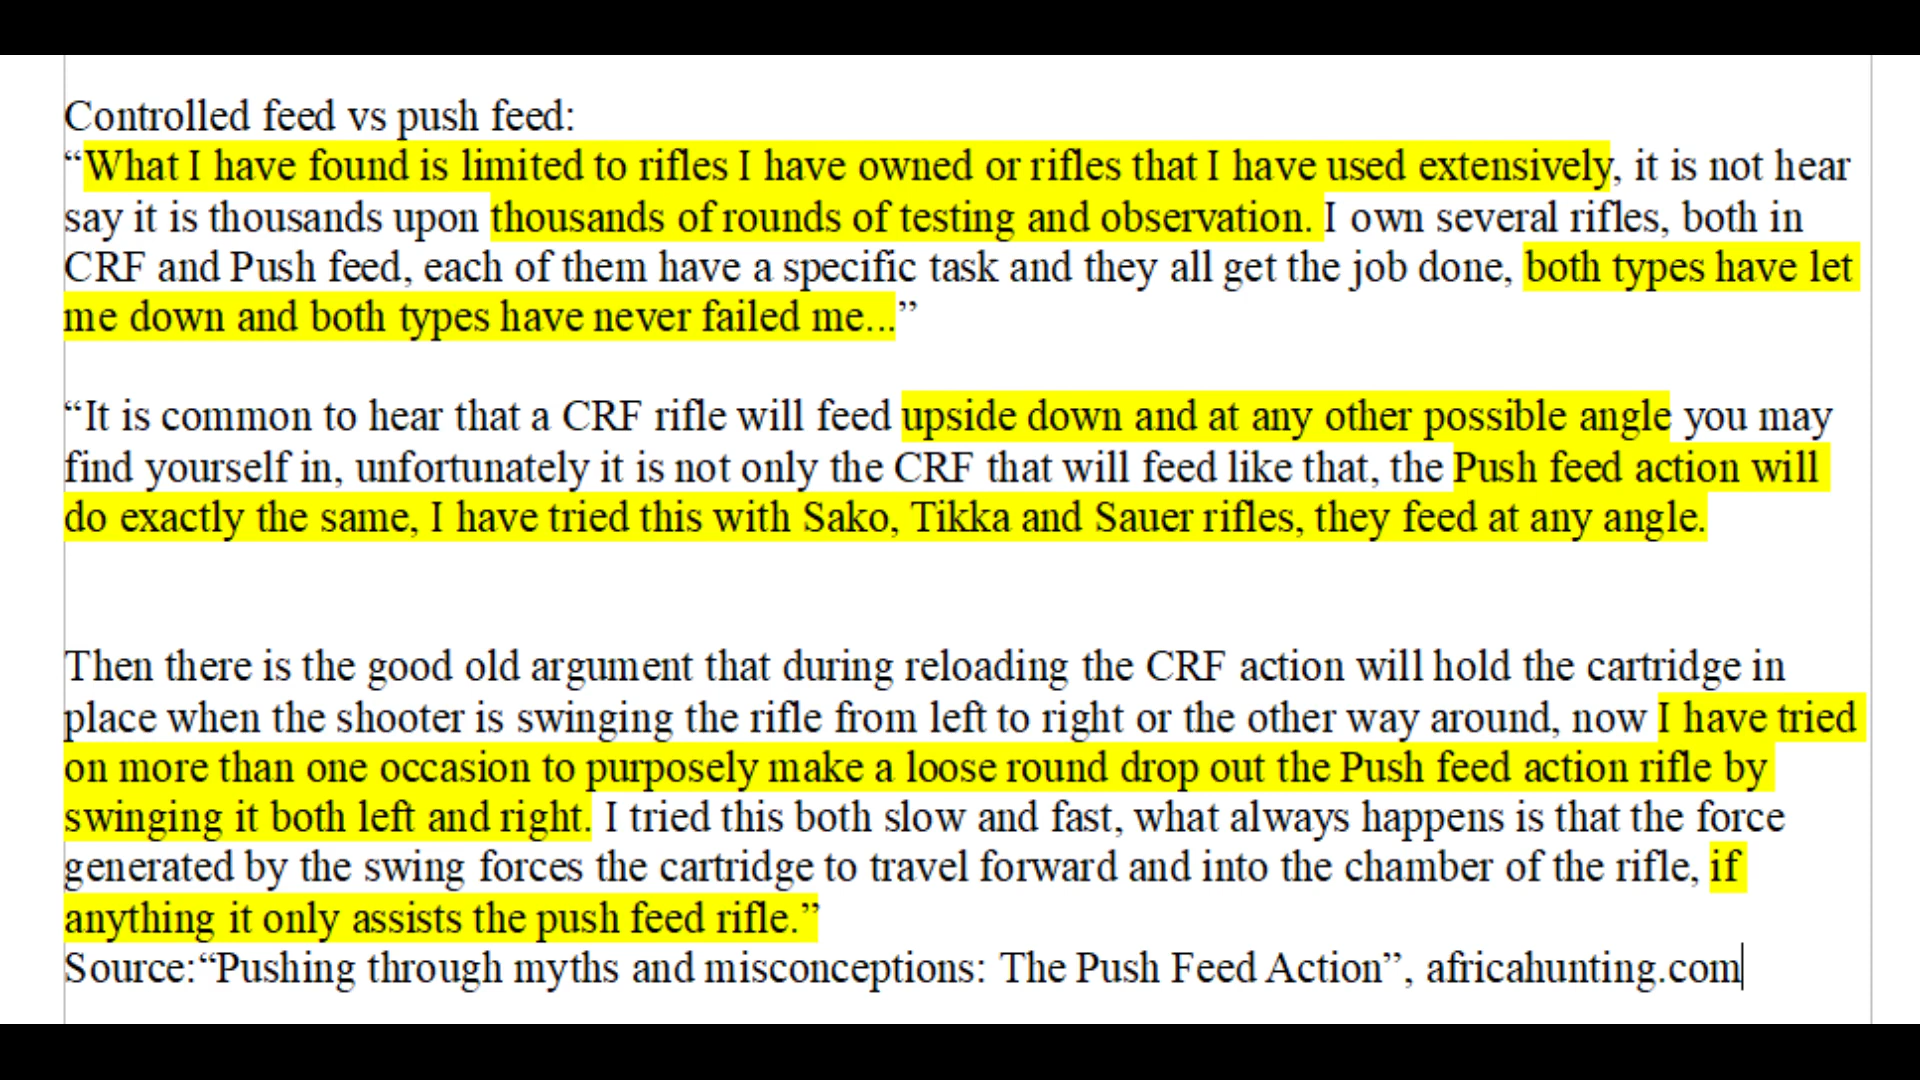 Controlled feed vs push feed:
“What I have found is limited to rifles I have owned or rifles that I have used extensively, it is not hear
say it is thousands upon thousands of rounds of testing and observation. I own several rifles, both in
CRF and Push feed, each of them have a specific task and they all get the job done, both types have let
me down and both types have never failed me...”
“It is common to hear that a CRF rifle will feed upside down and at any other possible angle you may
find yourself in, unfortunately it is not only the CRF that will feed like that, the Push feed action will
do exactly the same, I have tried this with Sako, Tikka and Sauer rifles, they feed at any angle.
Then there is the good old argument that during reloading the CRF action will hold the cartridge in
place when the shooter is swinging the rifle from left to right or the other way around, now I have tried
on more than one occasion to purposely make a loose round drop out the Push feed action rifle by
swinging it both left and right. I tried this both slow and fast, what always happens is that the force
generated by the swing forces the cartridge to travel forward and into the chamber of the rifle, if
anything it only assists the push feed rifle.”
Source:“Pushing through myths and misconceptions: The Push Feed Action”, africahunting.com